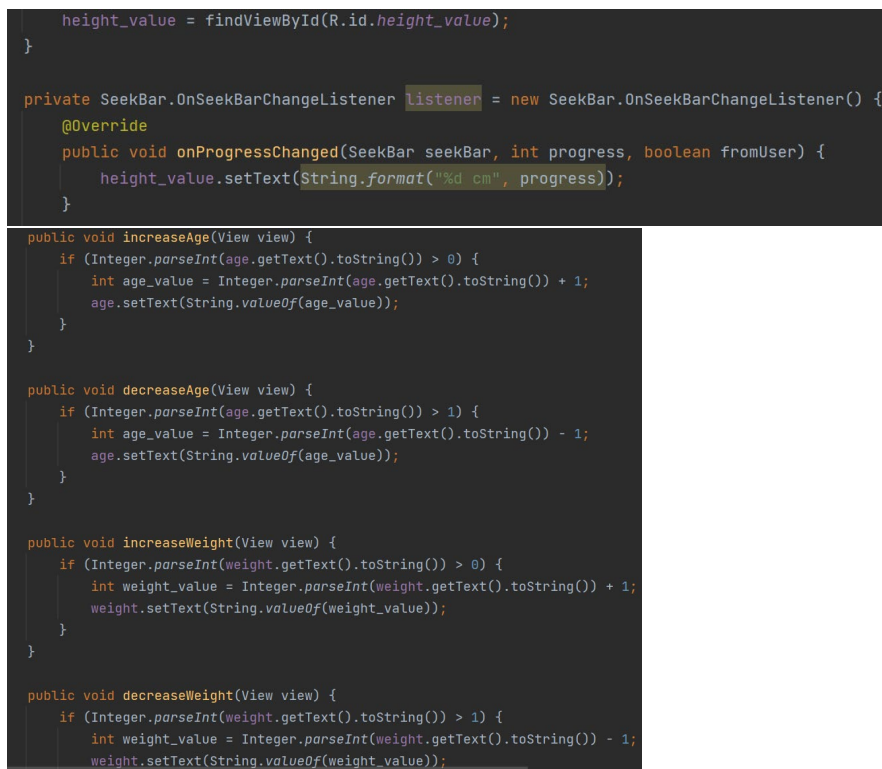 height_value = findViewById(R.id.height_value);
}
private SeekBar.OnSeekBarChangeListener listener = new SeekBar.OnSeekBarChangeListener() {
@Override
public void onProgressChanged(SeekBar seekBar, int progress, boolean fromUser) {
height_value.setText(String.format("%d cm", progress));
}
public void increaseAge(View view) {
if (Integer.parseInt(age.getText().toString()) > 0) {
int age_value = Integer.parseInt(age.getText().toString()) + 1;
age.setText(String.valueOf(age_value));
}
}
public void decreaseAge(View view) {
if (Integer.parseInt(age.getText().toString()) > 1) {
int age_value = Integer.parseInt(age.getText().toString()) - 1;
age.setText(String.valueOf(age_value));
}
}
public void increaseWeight(View view) {
if (Integer.parseInt(weight.getText().toString()) > 0) {
int weight_value = Integer.parseInt(weight.getText().toString()) + 1;
weight.setText(String.valueOf(weight_value));
}
}
public void decreaseWeight(View view) {
if (Integer.parseInt(weight.getText().toString()) > 1) {
int weight_value = Integer.parseInt(weight.getText().toString()) - 1;
weight.setText(String.valueOf(weight_value));